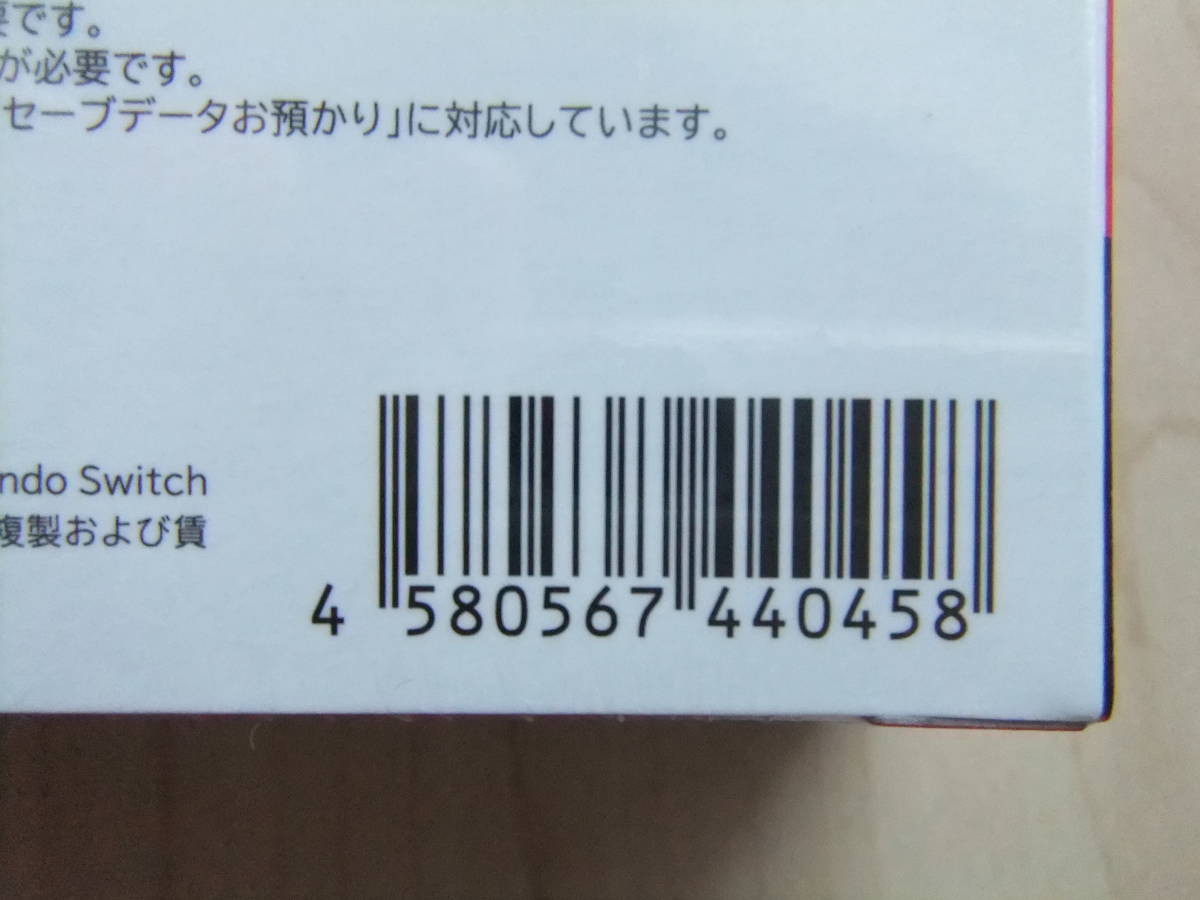 要です。
が必要です。
セーブデータお預かり」に対応しています。
ndo Switch
複製および賃
4 580567 440458